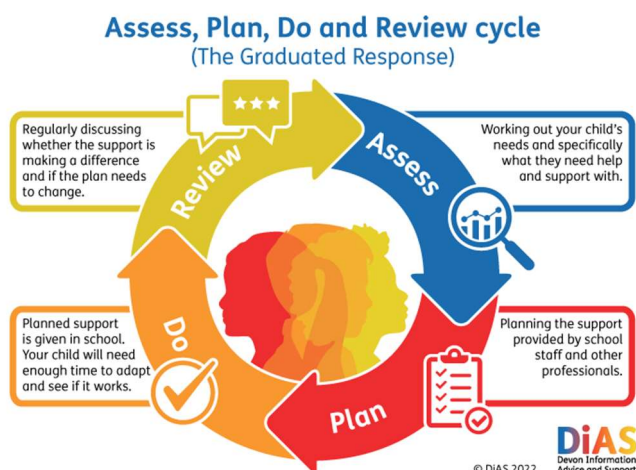 Assess, Plan, Do and Review cycle
(The Graduated Response)
Regularly discussing
whether the support is
making a difference
and if the plan needs
to change.
Review
Assess
Working out your child's
needs and specifically
what they need help
and support with.
Planned support
is given in school.
Your child will need
enough time to adapt
and see if it works.
Do
Plan
Planning the support
provided by school
staff and other
professionals.
DiAS
Devon Information
Advice and Support
© DiAS 2022